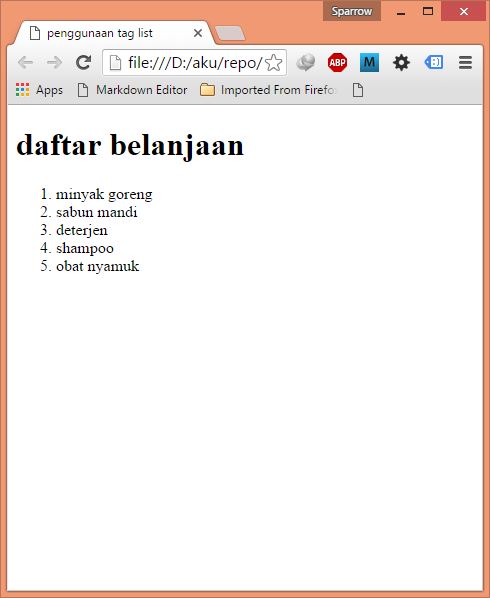 Sparrow
penggunaan tag list
file:///D:/aku/repo/
ABP
M
Apps
Markdown Editor
Imported From Firefo
daftar belanjaan
1. minyak goreng
2. sabun mandi
3. deterjen
4. shampoo
5. obat nyamuk